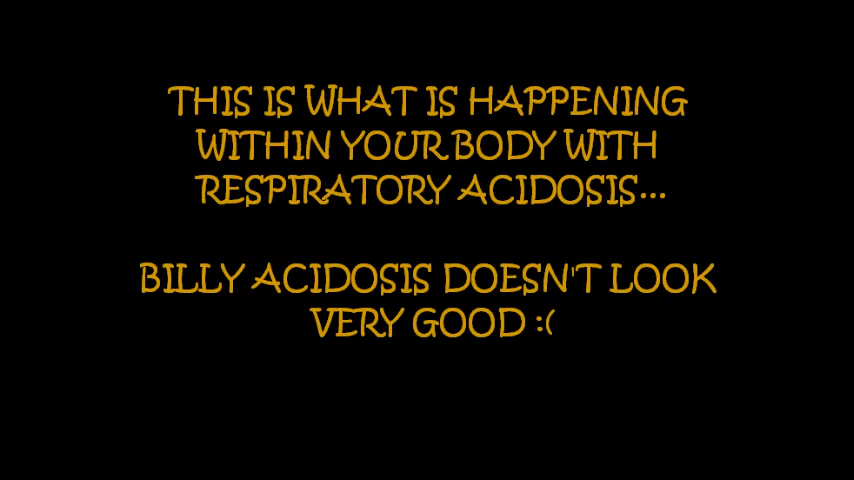 THIS IS WHAT IS HAPPENING
WITHIN YOUR BODY WITH
RESPIRATORY ACIDOSIS...
BILLY ACIDOSIS DOESN'T LOOK
VERY GOOD :(